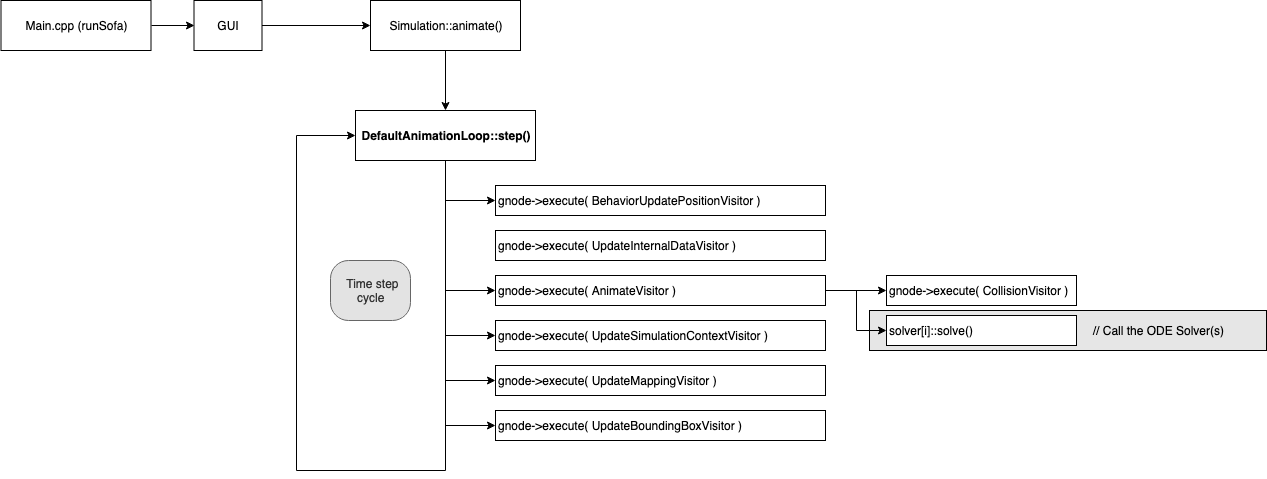 Main.cpp (runSofa)
GUI
Simulation::animate()
DefaultAnimationLoop::step()
gnode->execute( BehaviorUpdatePositionVisitor )
gnode->execute( UpdateInternalDataVisitor )
Time step
cycle
gnode->execute( AnimateVisitor )
gnode->execute( CollisionVisitor )
solver[i]::solve()
// Call the ODE Solver(s)
gnode->execute( UpdateSimulationContextVisitor )
gnode->execute( UpdateMappingVisitor )
gnode->execute( UpdateBoundingBoxVisitor )